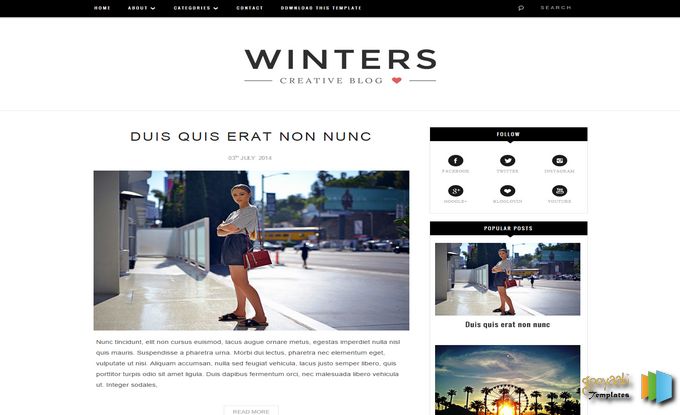 HOME ABOUT CATEGORIES CONTACT DOWNLOAD THIS TEMPLATE SEARCH
WINTERS
CREATIVE BLOG
DUIS QUIS ERAT NON NUNC
03RD JULY 2014
Nunc tincidunt, elit non cursus euismod, lacus augue ornare metus, egestas imperdiet nulla nisl
quis mauris. Suspendisse a pharetra urna. Morbi dui lectus, pharetra nec elementum eget,
vulputate ut nisi. Aliquam accumsan, nulla sed feugiat vehicula, lacus justo semper libero, quis
porttitor turpis odio sit amet ligula. Duis dapibus fermentum orci, nec malesuada libero vehicula
ut. Integer sodales,
READ MORE
FOLLOW
FACEBOOK TWITTER INSTAGRAM
GOOGLE+ BLOGLOVIN YOUTUBE
POPULAR POSTS
Duis quis erat non nunc
gooyaabi
Templates